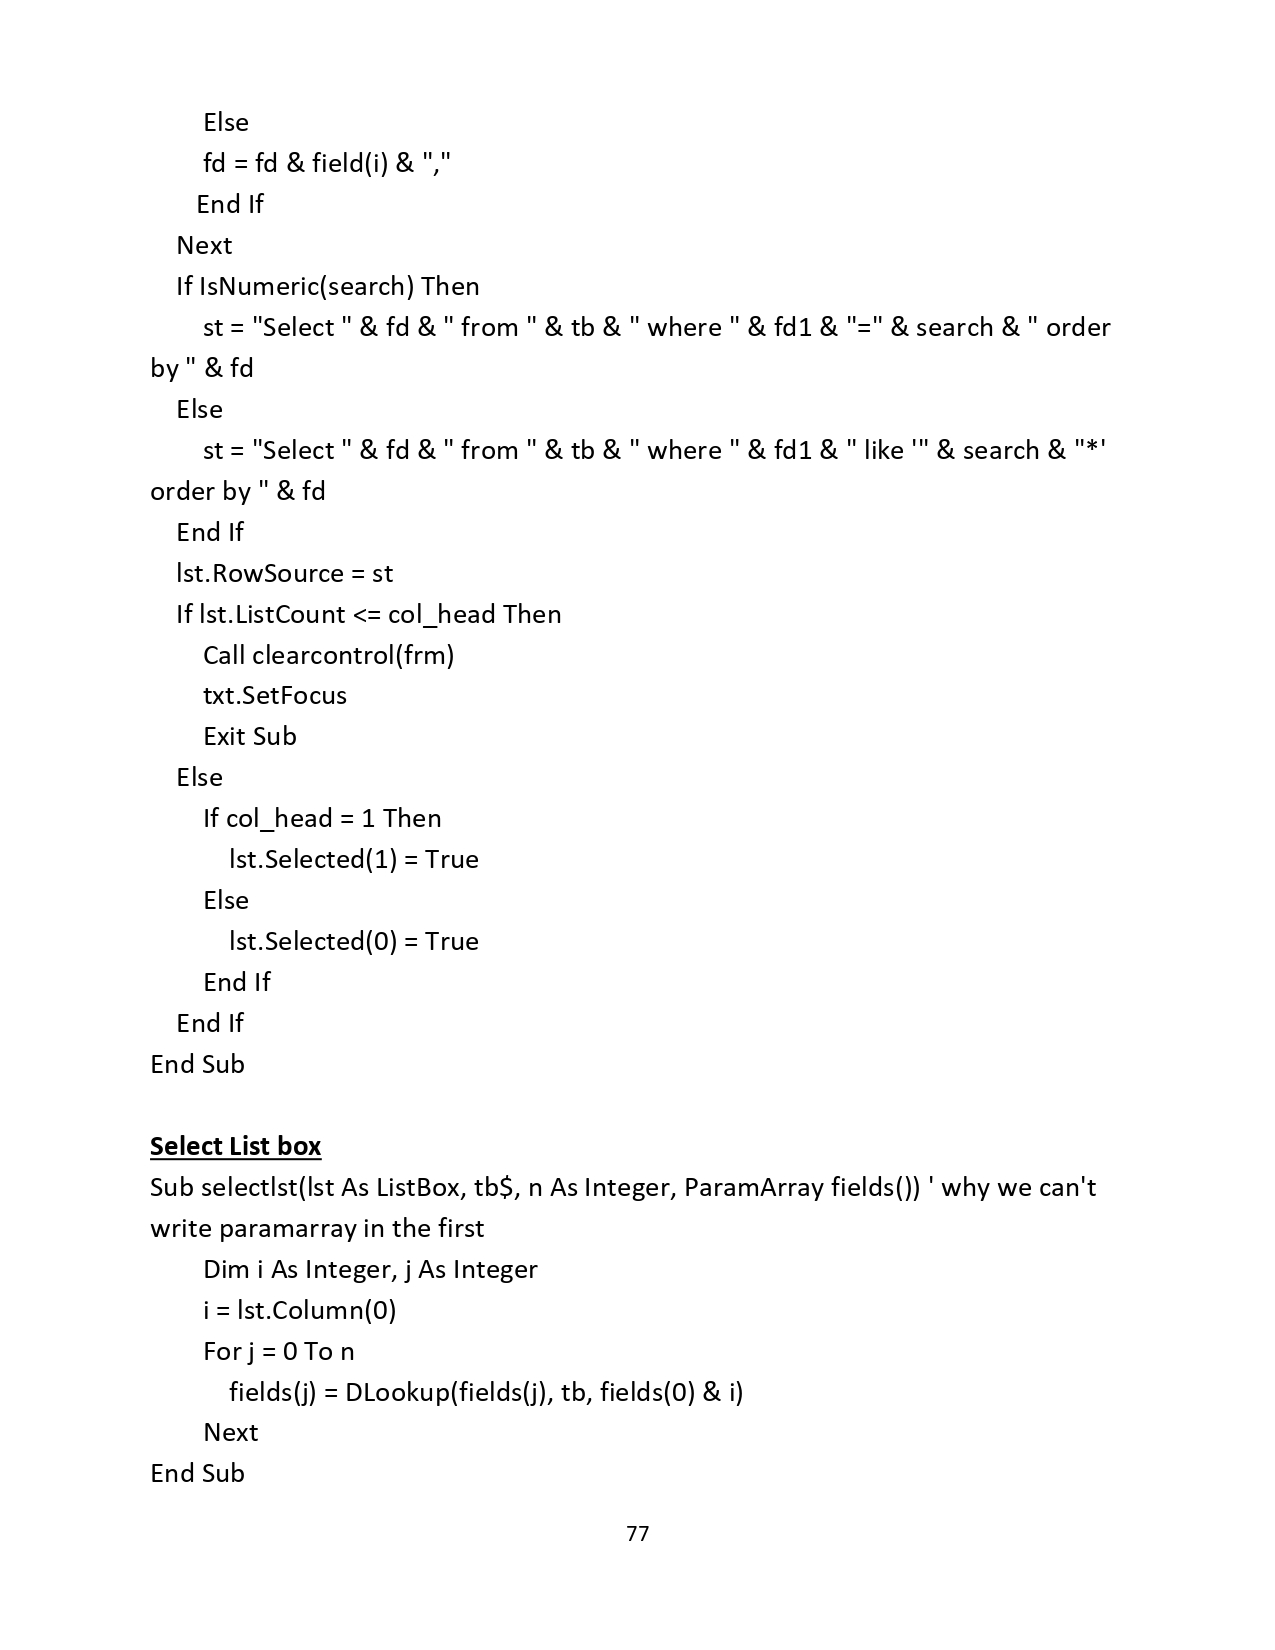 Else
fd = fd & field(i) & ","
End If
Next
If IsNumeric(search) Then
st = "Select " & fd & " from " & tb & " where " & fd1 & "=" & search & " order
by " & fd
Else
st = "Select " & fd & " from " & tb & " where " & fd1 & " like '" & search & "*'
order by " & fd
End If
lst.RowSource = st
If lst.ListCount <= col_head Then
Call clearcontrol(frm)
txt.SetFocus
Exit Sub
Else
If col_head = 1 Then
lst.Selected(1) = True
Else
lst.Selected(0) = True
End If
End If
End Sub
Select List box
Sub selectlst(lst As ListBox, tb$, n As Integer, ParamArray fields()) ' why we can't
write paramarray in the first
Dim i As Integer, j As Integer
i = lst.Column(0)
For j = 0 To n
fields(j) = DLookup(fields(j), tb, fields(0) & i)
Next
End Sub
77